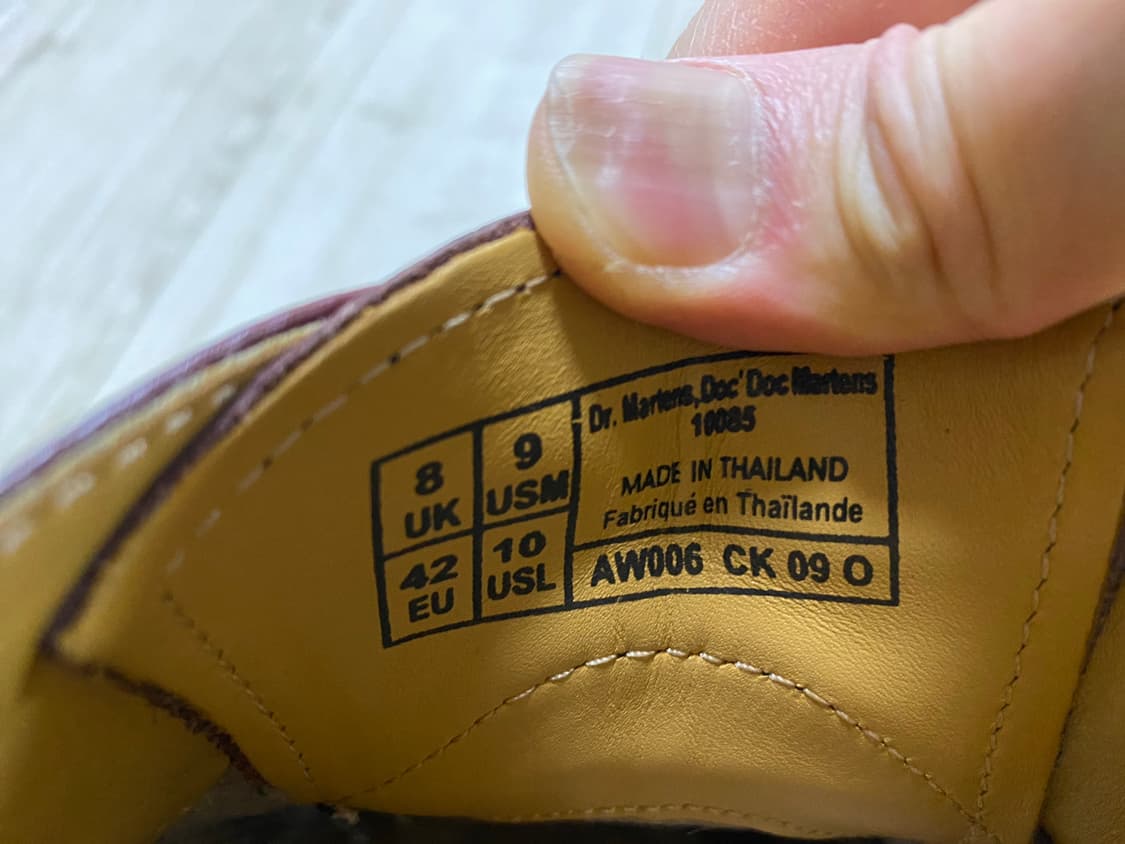 8
UK
9
USM
42
EU
10
USL
Dr. Martens,Doc' Doc Martens
10085
MADE IN THAILAND
Fabriqué en Thaïlande
AW006 CK 09 O